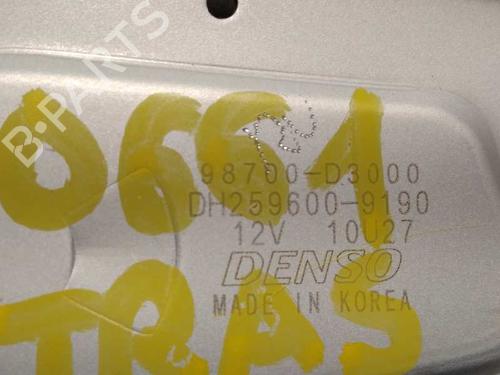 B-PARTS
0661
98700-D3000
DH259600-9190
12V 10U27
DENSO
MADE IN KOREA
TRAS